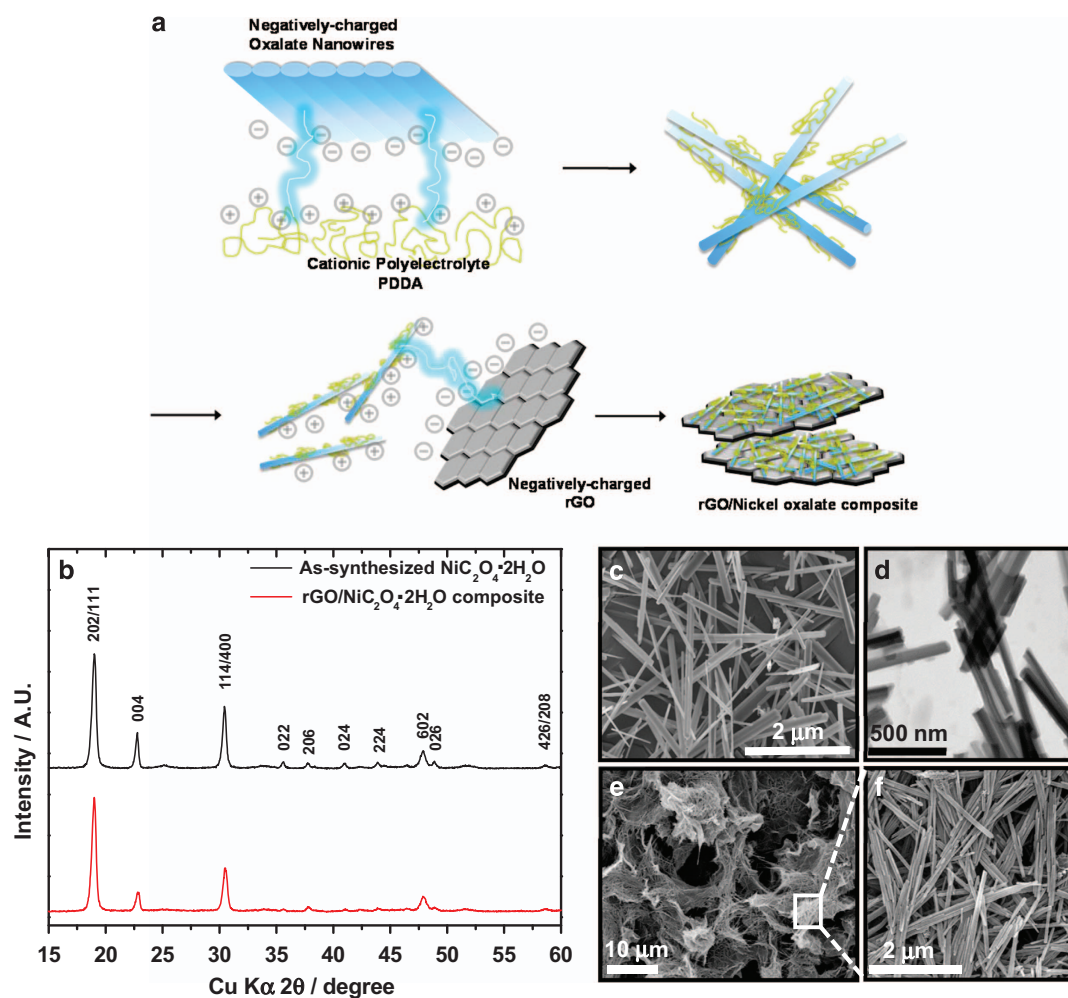 a
Negatively-charged
Oxalate Nanowires
Cationic Polyelectrolyte
PDDA
Negatively-charged
rGO
rGO/Nickel oxalate composite
b
As-synthesized NiC₂O₄·2H₂O
rGO/NiC₂O₄·2H₂O composite
202/111
004
114/400
022
206
024
224
602
026
426/208
Intensity / A.U.
15 20 25 30 35 40 45 50 55 60
Cu Kα 2θ / degree
c
2 μm
d
500 nm
e
10 μm
f
2 μm